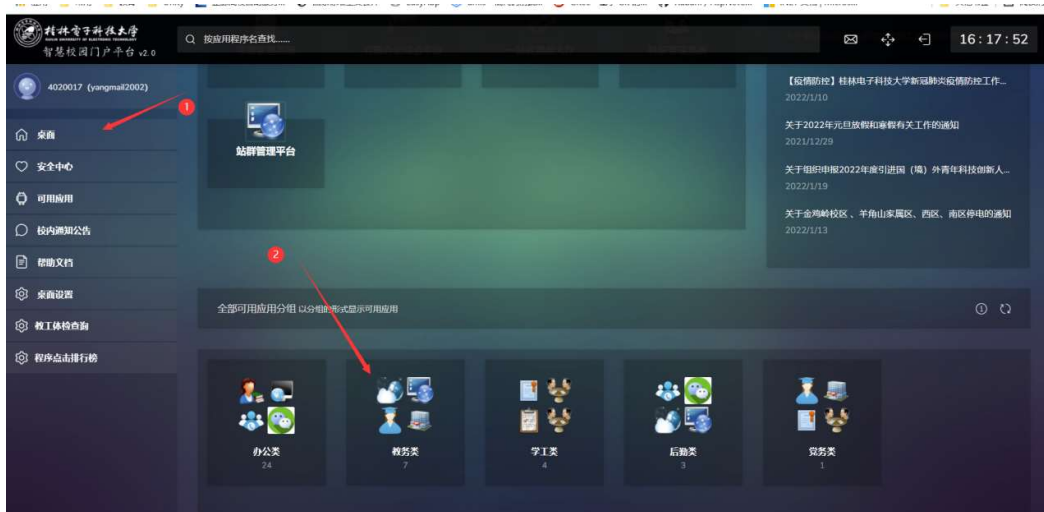 桂林电子科技大学
智慧校园门户平台 v2.0
按应用程序名查找......
16:17:52
4020017 (yangmail2002)
1
桌面
安全中心
可用应用
校内通知公告
帮助文档
桌面设置
教工体检查询
程序点击排行榜
站群管理平台
【疫情防控】桂林电子科技大学新冠肺炎疫情防控工作...
2022/1/10
关于2022年元旦放假和寒假有关工作的通知
2021/12/29
关于组织申报2022年度引进国（境）外青年科技创新人...
2022/1/19
关于金鸡岭校区、羊角山家属区、西区、南区停电的通知
2022/1/13
2
全部可用应用分组 以分组的形式显示可用应用
办公类
24
教务类
7
学工类
4
后勤类
3
党务类
1